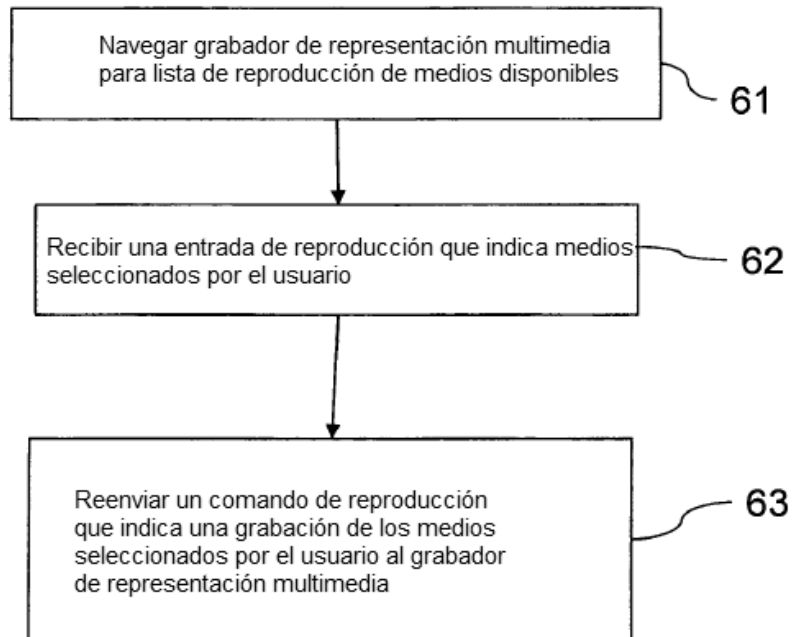 Navegar grabador de representación multimedia
para lista de reproducción de medios disponibles
61
Recibir una entrada de reproducción que indica medios
seleccionados por el usuario
62
Reenviar un comando de reproducción
que indica una grabación de los medios
seleccionados por el usuario al grabador
de representación multimedia
63